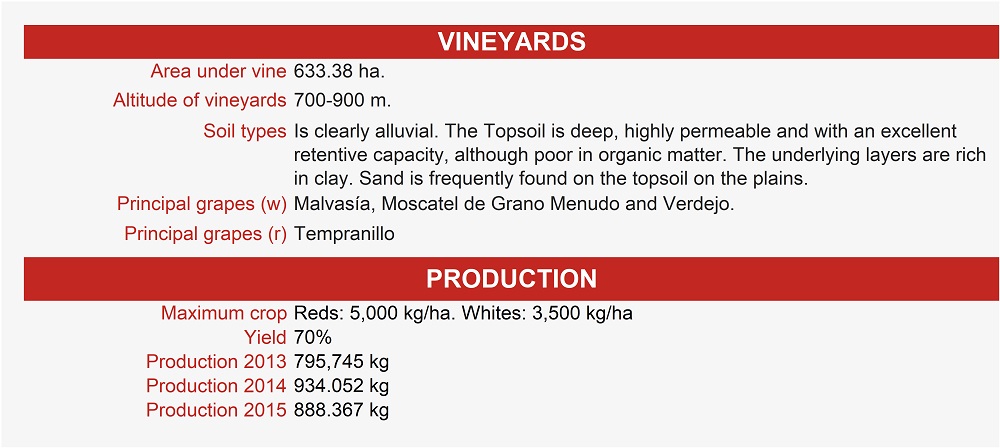 VINEYARDS
Area under vine 633.38 ha.
Altitude of vineyards 700-900 m.
Soil types Is clearly alluvial. The Topsoil is deep, highly permeable and with an excellent
retentive capacity, although poor in organic matter. The underlying layers are rich
in clay. Sand is frequently found on the topsoil on the plains.
Principal grapes (w) Malvasía, Moscatel de Grano Menudo and Verdejo.
Principal grapes (r) Tempranillo
PRODUCTION
Maximum crop Reds: 5,000 kg/ha. Whites: 3,500 kg/ha
Yield 70%
Production 2013 795,745 kg
Production 2014 934.052 kg
Production 2015 888.367 kg